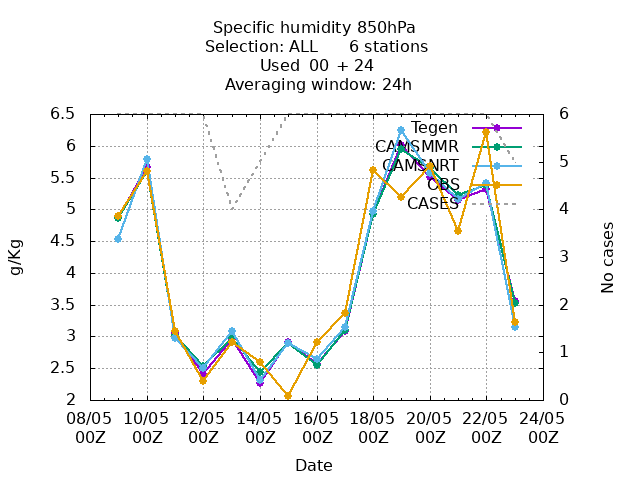 Specific humidity 850hPa
Selection: ALL 6 stations
Used 00 + 24
Averaging window: 24h
6.5
6
5.5
5
4.5
4
3.5
3
2.5
2
g/Kg
6
5
4
3
2
1
0
No cases
Tegen
CAMSMMR
CAMSNRT
OBS
CASES
08/05 10/05 12/05 14/05 16/05 18/05 20/05 22/05 24/05
00Z 00Z 00Z 00Z 00Z 00Z 00Z 00Z 00Z
Date